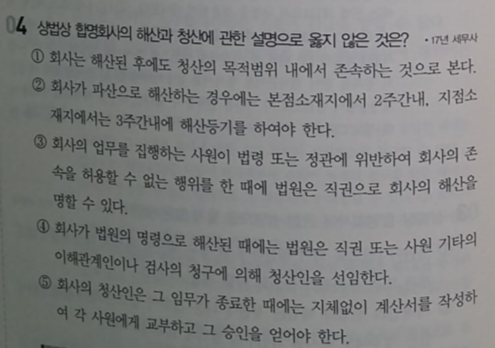 04 상법상 합명회사의 해산과 청산에 관한 설명으로 옳지 않은 것은? • 17년 세무사
① 회사는 해산된 후에도 청산의 목적범위 내에서 존속하는 것으로 본다.
② 회사가 파산으로 해산하는 경우에는 본점소재지에서 2주간내, 지점소
재지에서는 3주간내에 해산등기를 하여야 한다.
③ 회사의 업무를 집행하는 사원이 법령 또는 정관에 위반하여 회사의 존
속을 허용할 수 없는 행위를 한 때에 법원은 직권으로 회사의 해산을
명할 수 있다.
④ 회사가 법원의 명령으로 해산된 때에는 법원은 직권 또는 사원 기타의
이해관계인이나 검사의 청구에 의해 청산인을 선임한다.
⑤ 회사의 청산인은 그 임무가 종료한 때에는 지체없이 계산서를 작성하
여 각 사원에게 교부하고 그 승인을 얻어야 한다.